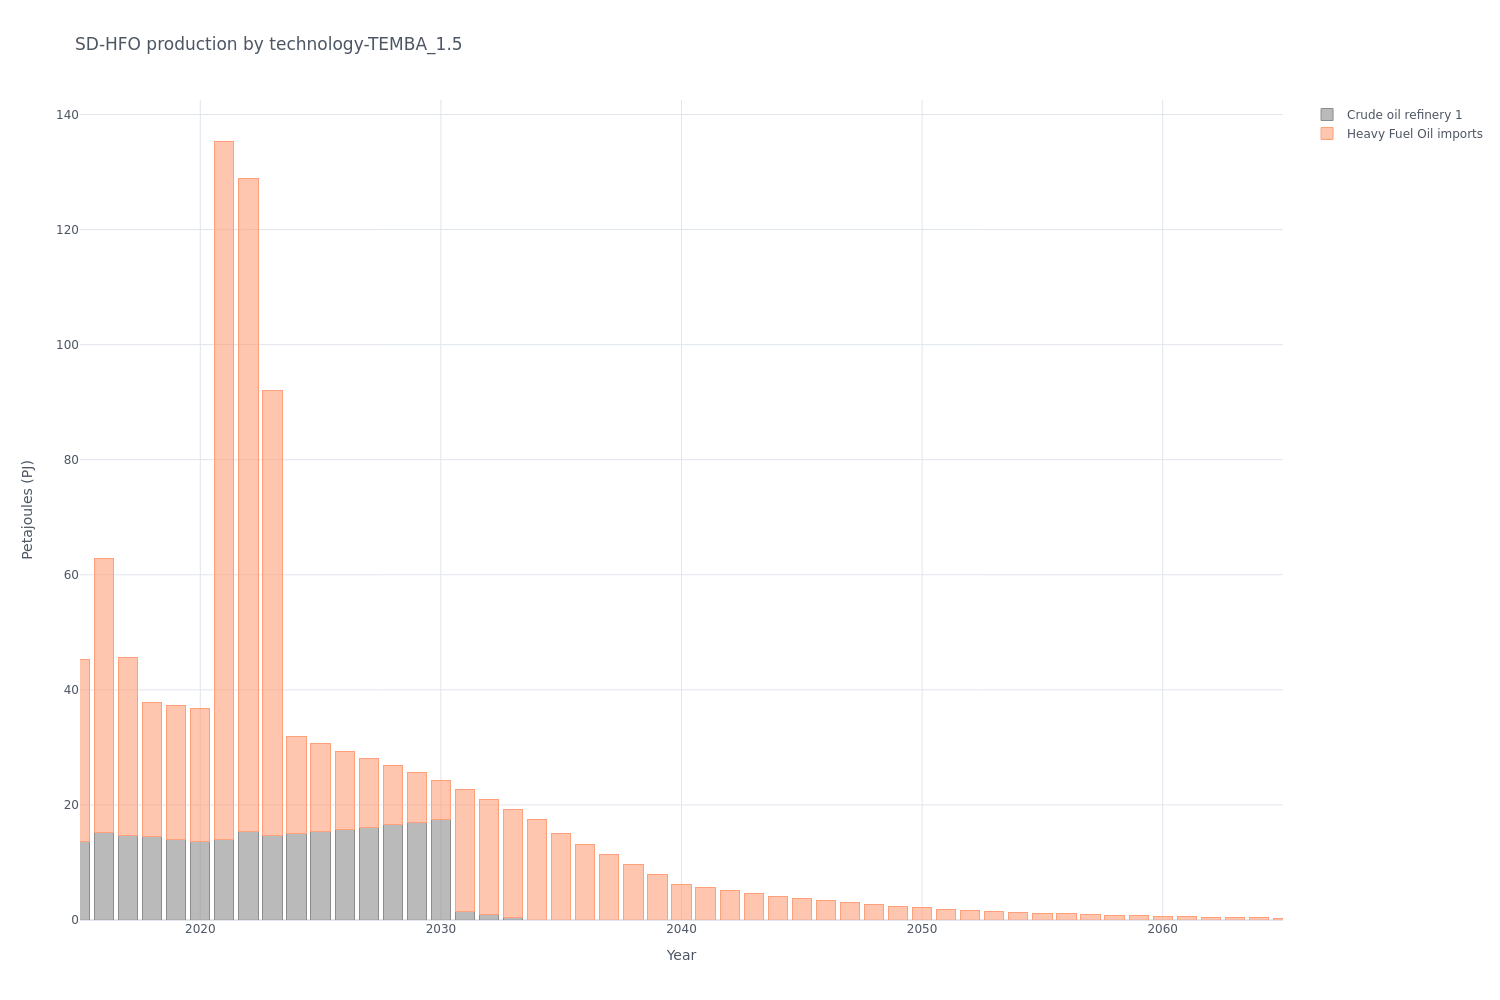 SD-HFO production by technology-TEMBA_1.5
Crude oil refinery 1
Heavy Fuel Oil imports
140
120
100
80
60
40
20
0
Petajoules (PJ)
2020
2030
2040
2050
2060
Year